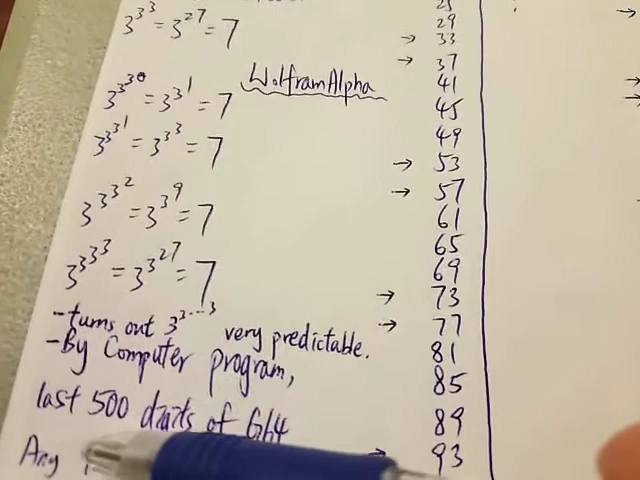 3^3^3 = 3^27 = 7
WolframAlpha
3^3^3^0 = 3^3^1 = 7
3^3^3^1 = 3^3^3 = 7
3^3^3^2 = 3^3^9 = 7
3^3^3^3 = 3^3^27 = 7
- turns out 3^3...3 very predictable.
- By Computer program,
last 500 digits of G64
Any
25
29
→ 33
→ 37
41
45
49
→ 53
→ 57
61
65
69
→ 73
→ 77
81
85
89
→ 93